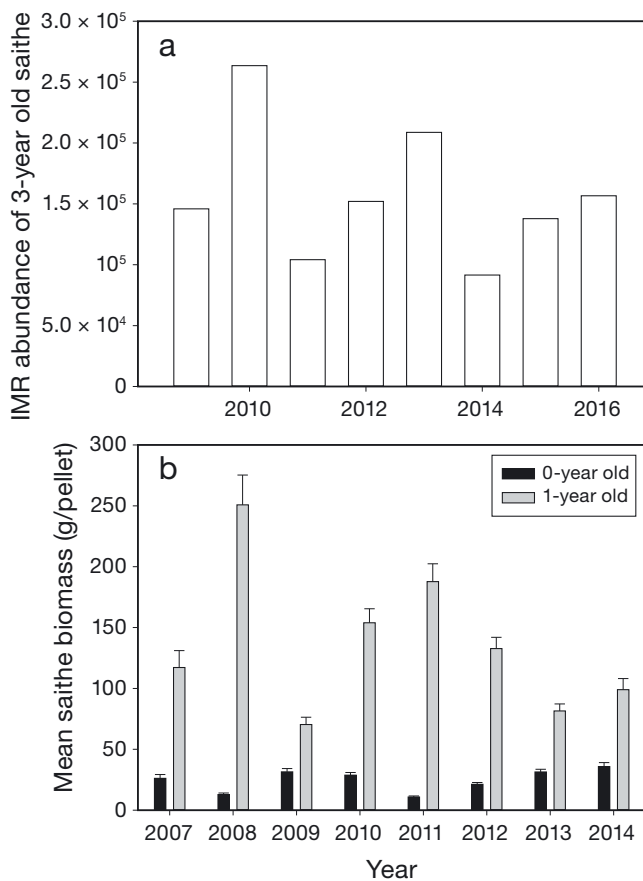 a
IMR abundance of 3-year old saithe
3.0 × 10⁵
2.5 × 10⁵
2.0 × 10⁵
1.5 × 10⁵
10⁵
5.0 × 10⁴
0
2010 2012 2014 2016
b
Mean saithe biomass (g/pellet)
300
250
200
150
100
50
0
0-year old
1-year old
2007 2008 2009 2010 2011 2012 2013 2014
Year